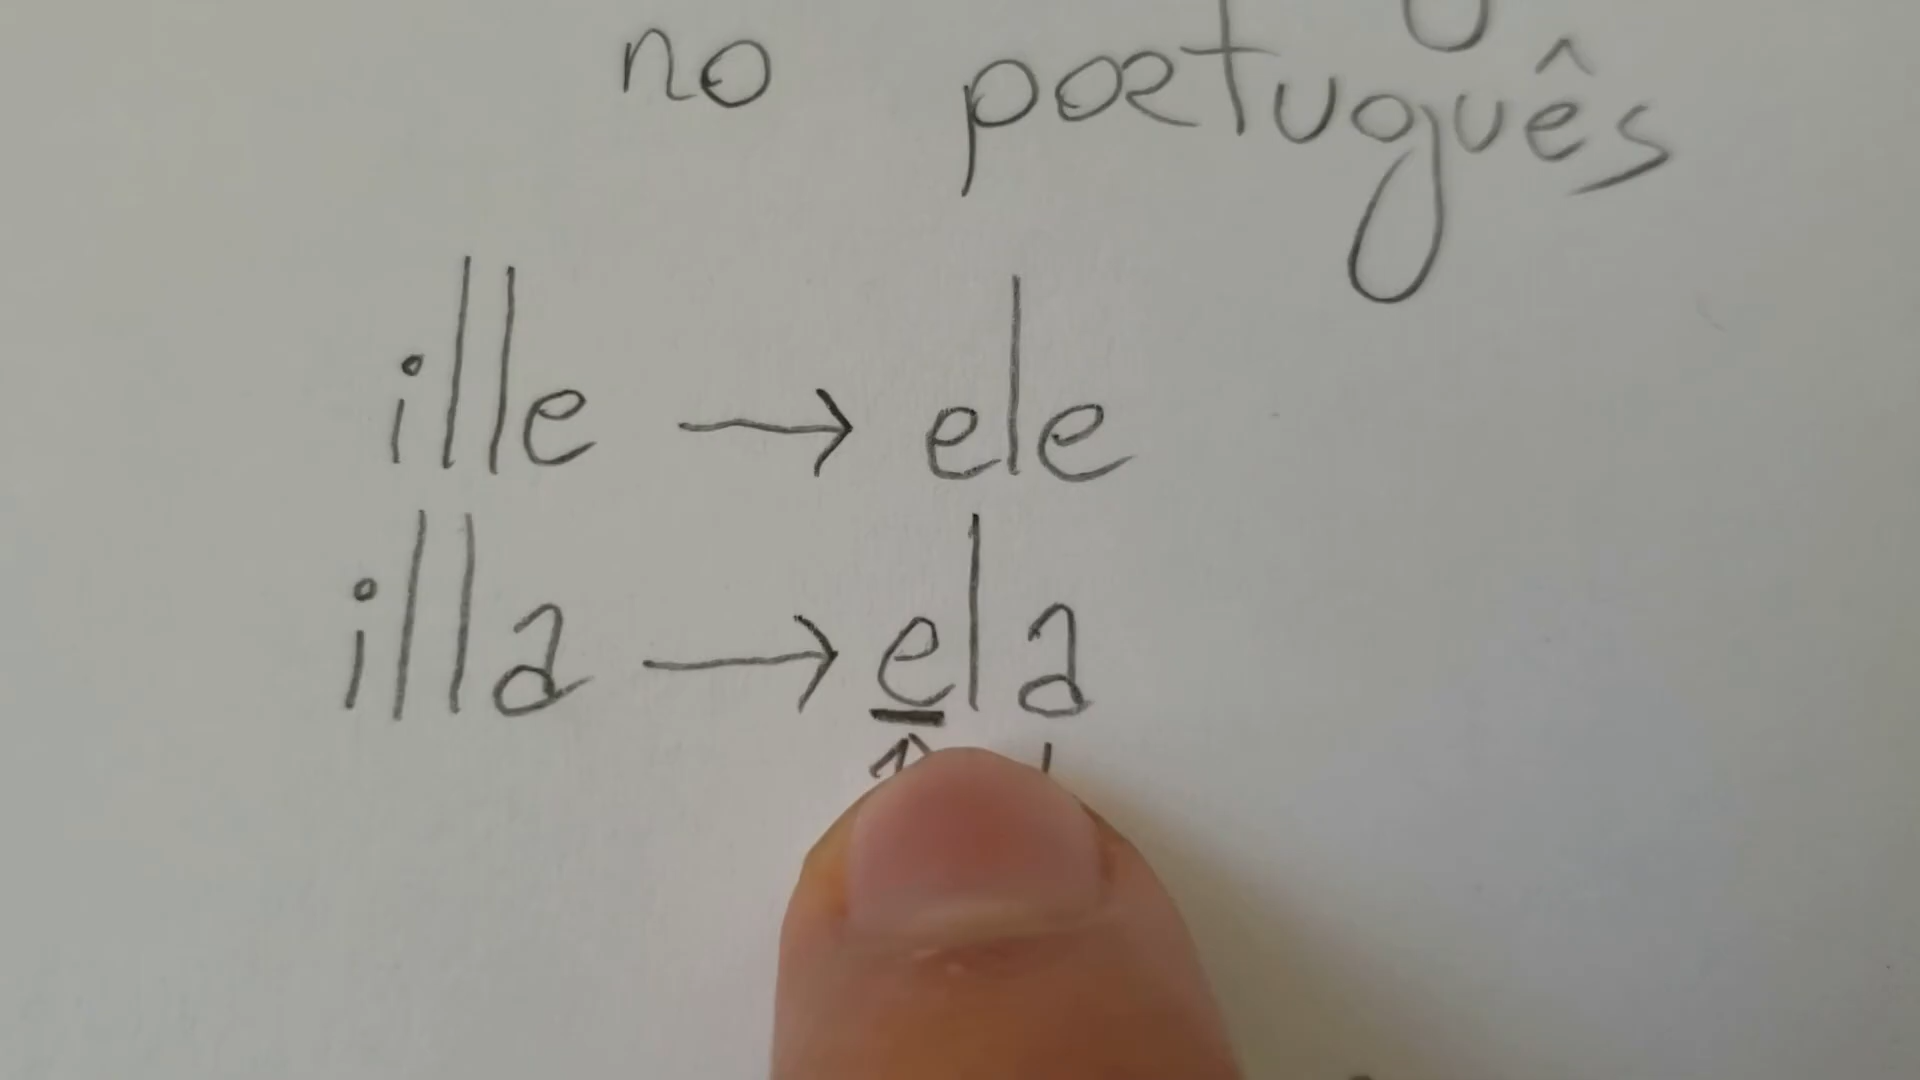 no português
ille → ele
illa → ela